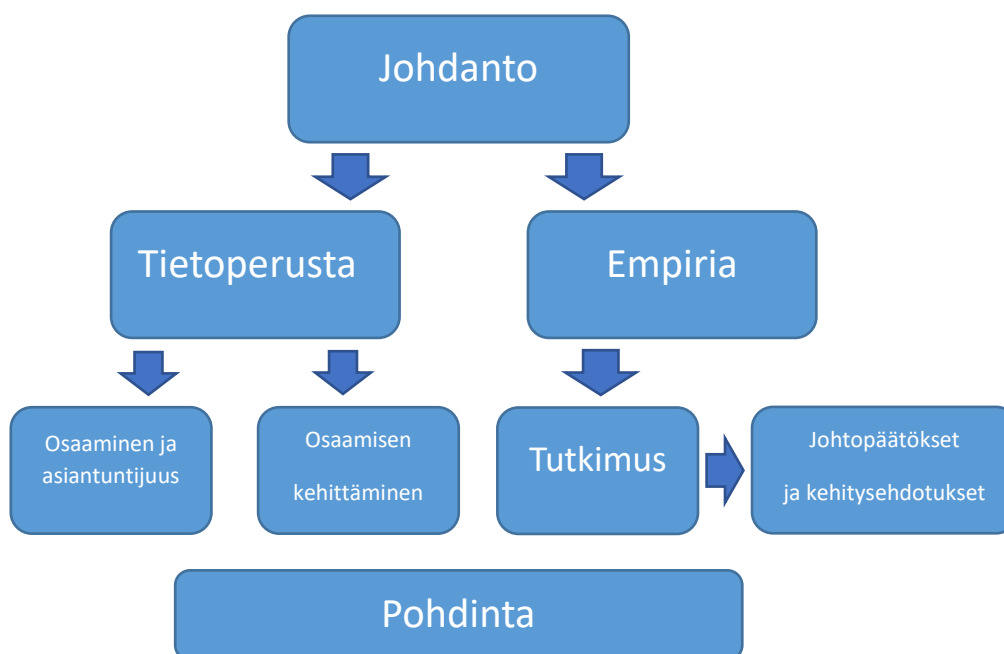 Johdanto
Tietoperusta
Empiria
Osaaminen ja
asiantuntijuus
Osaamisen
kehittäminen
Tutkimus
Johtopäätökset
ja kehitysehdotukset
Pohdinta